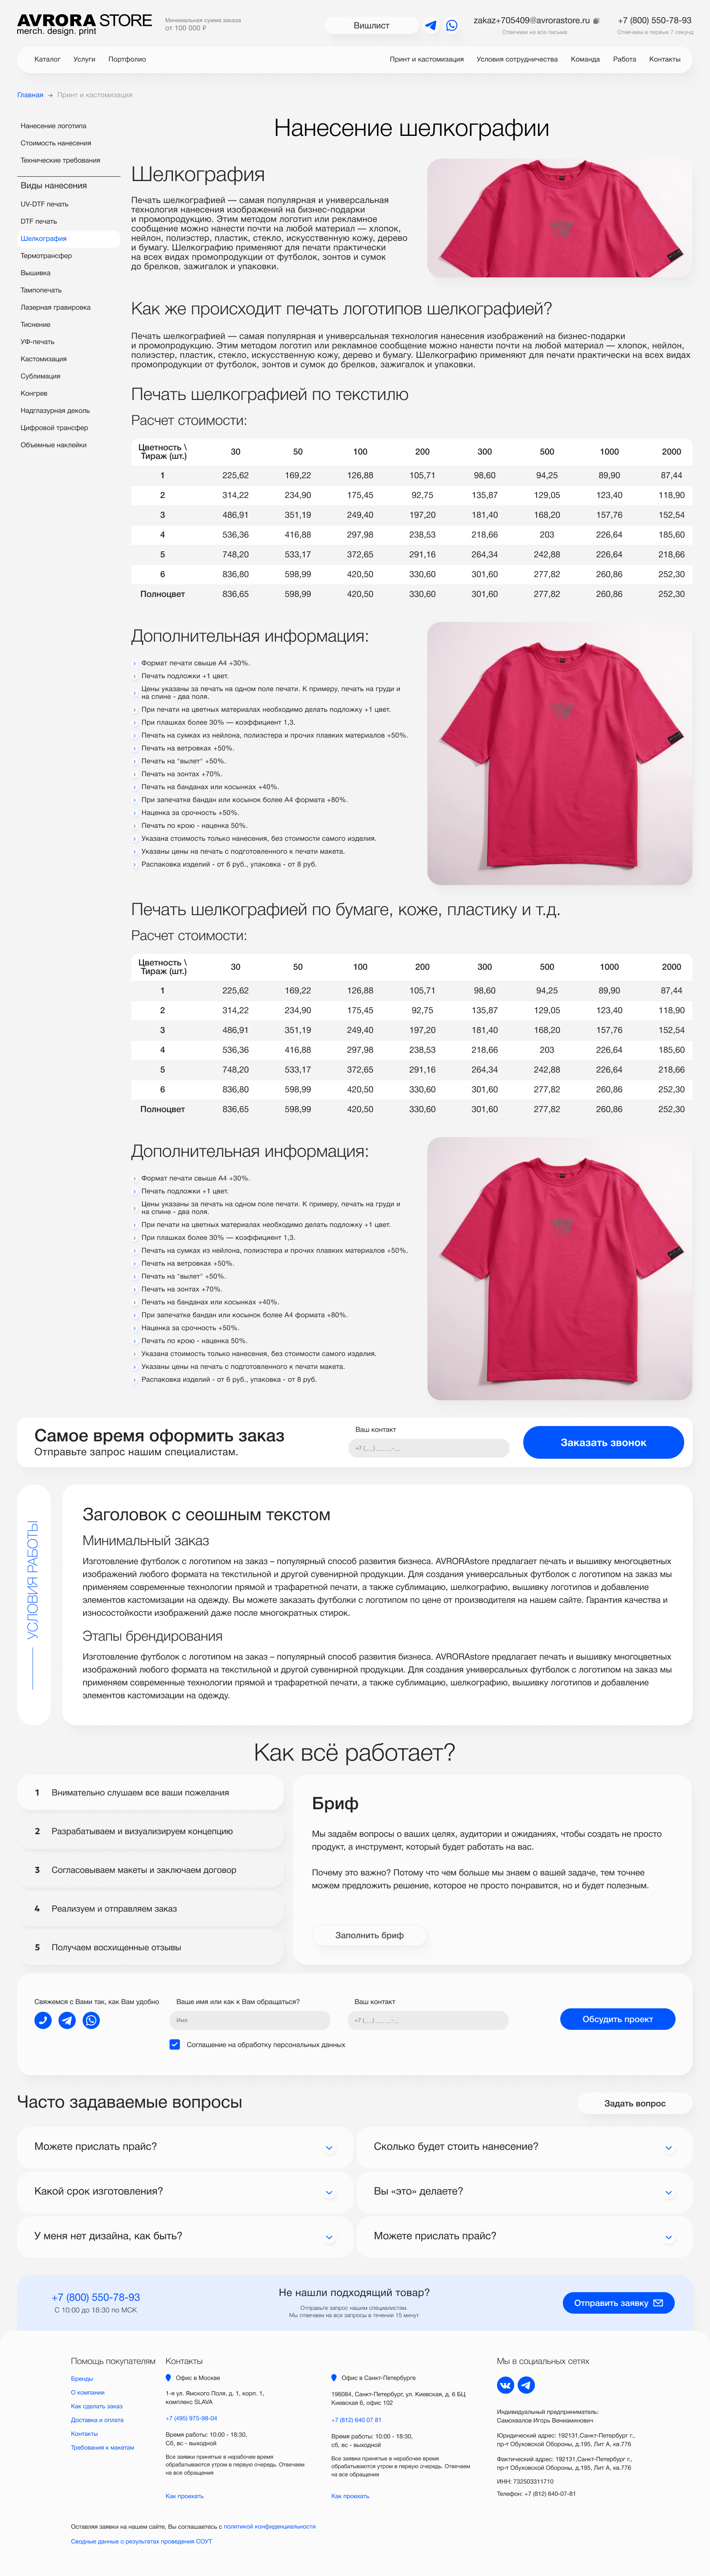 AVRORA STORE
merch. design. print
Минимальная сумма заказа
от 100 000 ₽
Вишлист
zakaz+705409@avrorastore.ru
Отвечаем на все письма
+7 (800) 550-78-93
Отвечаем в первые 7 секунд
Каталог Услуги Портфолио
Принт и кастомизация Условия сотрудничества Команда Работа Контакты
Главная → Принт и кастомизация
Нанесение логотипа
Стоимость нанесения
Технические требования
Виды нанесения
UV-DTF печать
DTF печать
Шелкография
Термотрансфер
Вышивка
Тампопечать
Лазерная гравировка
Тиснение
УФ-печать
Кастомизация
Сублимация
Конгрев
Надглазурная деколь
Цифровой трансфер
Объемные наклейки
Нанесение шелкографии
Шелкография
Печать шелкографией — самая популярная и универсальная
технология нанесения изображений на бизнес-подарки
и промопродукцию. Этим методом логотип или рекламное
сообщение можно нанести почти на любой материал — хлопок,
нейлон, полиэстер, пластик, стекло, искусственную кожу, дерево
и бумагу. Шелкографию применяют для печати практически
на всех видах промопродукции от футболок, зонтов и сумок
до брелков, зажигалок и упаковки.
Как же происходит печать логотипов шелкографией?
Печать шелкографией — самая популярная и универсальная технология нанесения изображений на бизнес-подарки
и промопродукцию. Этим методом логотип или рекламное сообщение можно нанести почти на любой материал — хлопок, нейлон,
полиэстер, пластик, стекло, искусственную кожу, дерево и бумагу. Шелкографию применяют для печати практически на всех видах
промопродукции от футболок, зонтов и сумок до брелков, зажигалок и упаковки.
Печать шелкографией по текстилю
Расчет стоимости:
Цветность \
Тираж (шт.) 30 50 100 200 300 500 1000 2000
1 225,62 169,22 126,88 105,71 98,60 94,25 89,90 87,44
2 314,22 234,90 175,45 92,75 135,87 129,05 123,40 118,90
3 486,91 351,19 249,40 197,20 181,40 168,20 157,76 152,54
4 536,36 416,88 297,98 238,53 218,66 203 226,64 185,60
5 748,20 533,17 372,65 291,16 264,34 242,88 226,64 218,66
6 836,80 598,99 420,50 330,60 301,60 277,82 260,86 252,30
Полноцвет 836,65 598,99 420,50 330,60 301,60 277,82 260,86 252,30
Дополнительная информация:
Формат печати свыше А4 +30%.
Печать подложки +1 цвет.
Цены указаны за печать на одном поле печати. К примеру, печать на груди и
на спине - два поля.
При печати на цветных материалах необходимо делать подложку +1 цвет.
При плашках более 30% — коэффициент 1,3.
Печать на сумках из нейлона, полиэстера и прочих плавких материалов +50%.
Печать на ветровках +50%.
Печать на "вылет" +50%.
Печать на зонтах +70%.
Печать на банданах или косынках +40%.
При запечатке бандан или косынок более А4 формата +80%.
Наценка за срочность +50%.
Печать по крою - наценка 50%.
Указана стоимость только нанесения, без стоимости самого изделия.
Указаны цены на печать с подготовленного к печати макета.
Распаковка изделий - от 6 руб., упаковка - от 8 руб.
Печать шелкографией по бумаге, коже, пластику и т.д.
Расчет стоимости:
Цветность \
Тираж (шт.) 30 50 100 200 300 500 1000 2000
1 225,62 169,22 126,88 105,71 98,60 94,25 89,90 87,44
2 314,22 234,90 175,45 92,75 135,87 129,05 123,40 118,90
3 486,91 351,19 249,40 197,20 181,40 168,20 157,76 152,54
4 536,36 416,88 297,98 238,53 218,66 203 226,64 185,60
5 748,20 533,17 372,65 291,16 264,34 242,88 226,64 218,66
6 836,80 598,99 420,50 330,60 301,60 277,82 260,86 252,30
Полноцвет 836,65 598,99 420,50 330,60 301,60 277,82 260,86 252,30
Дополнительная информация:
Формат печати свыше А4 +30%.
Печать подложки +1 цвет.
Цены указаны за печать на одном поле печати. К примеру, печать на груди и
на спине - два поля.
При печати на цветных материалах необходимо делать подложку +1 цвет.
При плашках более 30% — коэффициент 1,3.
Печать на сумках из нейлона, полиэстера и прочих плавких материалов +50%.
Печать на ветровках +50%.
Печать на "вылет" +50%.
Печать на зонтах +70%.
Печать на банданах или косынках +40%.
При запечатке бандан или косынок более А4 формата +80%.
Наценка за срочность +50%.
Печать по крою - наценка 50%.
Указана стоимость только нанесения, без стоимости самого изделия.
Указаны цены на печать с подготовленного к печати макета.
Распаковка изделий - от 6 руб., упаковка - от 8 руб.
Самое время оформить заказ
Отправьте запрос нашим специалистам.
Ваш контакт
+7 (__) ___ __-__
Заказать звонок
УСЛОВИЯ РАБОТЫ
Заголовок с сеошным текстом
Минимальный заказ
Изготовление футболок с логотипом на заказ – популярный способ развития бизнеса. AVRORAstore предлагает печать и вышивку многоцветных
изображений любого формата на текстильной и другой сувенирной продукции. Для создания универсальных футболок с логотипом на заказ мы
применяем современные технологии прямой и трафаретной печати, а также сублимацию, шелкографию, вышивку логотипов и добавление
элементов кастомизации на одежду. Вы можете заказать футболки с логотипом по цене производителя на нашем сайте. Гарантия качества и
износостойкости изображений даже после многократных стирок.
Этапы брендирования
Изготовление футболок с логотипом на заказ – популярный способ развития бизнеса. AVRORAstore предлагает печать и вышивку многоцветных
изображений любого формата на текстильной и другой сувенирной продукции. Для создания универсальных футболок с логотипом на заказ мы
применяем современные технологии прямой и трафаретной печати, а также сублимацию, шелкографию, вышивку логотипов и добавление
элементов кастомизации на одежду.
Как всё работает?
1 Внимательно слушаем все ваши пожелания
2 Разрабатываем и визуализируем концепцию
3 Согласовываем макеты и заключаем договор
4 Реализуем и отправляем заказ
5 Получаем восхищенные отзывы
Бриф
Мы задаём вопросы о ваших целях, аудитории и ожиданиях, чтобы создать не просто
продукт, а инструмент, который будет работать на вас.
Почему это важно? Потому что чем больше мы знаем о вашей задаче, тем точнее
можем предложить решение, которое не просто понравится, но и будет полезным.
Заполнить бриф
Свяжемся с Вами так, как Вам удобно
Ваше имя или как к Вам обращаться?
Имя
Ваш контакт
+7 (__) ___ __-__
Обсудить проект
Соглашение на обработку персональных данных
Часто задаваемые вопросы
Задать вопрос
Можете прислать прайс?
Сколько будет стоить нанесение?
Какой срок изготовления?
Вы «это» делаете?
У меня нет дизайна, как быть?
Можете прислать прайс?
+7 (800) 550-78-93
С 10:00 до 18:30 по МСК
Не нашли подходящий товар?
Отправьте запрос нашим специалистам.
Мы отвечаем на все запросы в течении 15 минут
Отправить заявку
Помощь покупателям
Бренды
О компании
Как сделать заказ
Доставка и оплата
Контакты
Требования к макетам
Контакты
Офис в Москве
1-я ул. Ямского Поля, д. 1, корп. 1,
комплекс SLAVA
+7 (495) 975-98-04
Время работы: 10:00 - 18:30,
Сб, вс - выходной
Все заявки принятые в нерабочее время
обрабатываются утром в первую очередь. Отвечаем
на все обращения
Как проехать
Офис в Санкт-Петербурге
196084, Санкт-Петербург, ул. Киевская, д. 6 БЦ
Киевская 6, офис 102
+7 (812) 640 07 81
Время работы: 10:00 - 18:30,
сб, вс - выходной
Все заявки принятые в нерабочее время
обрабатываются утром в первую очередь. Отвечаем
на все обращения
Как проехать
Мы в социальных сетях
Индивидуальный предприниматель:
Самохвалов Игорь Вениаминович
Юридический адрес: 192131,Санкт-Петербург г.,
пр-т Обуховской Обороны, д.195, Лит А, кв.776
Фактический адрес: 192131,Санкт-Петербург г.,
пр-т Обуховской Обороны, д.195, Лит А, кв.776
ИНН: 732503311710
Телефон: +7 (812) 640-07-81
Оставляя заявки на нашем сайте, Вы соглашаетесь с политикой конфиденциальности
Сводные данные о результатах проведения СОУТ